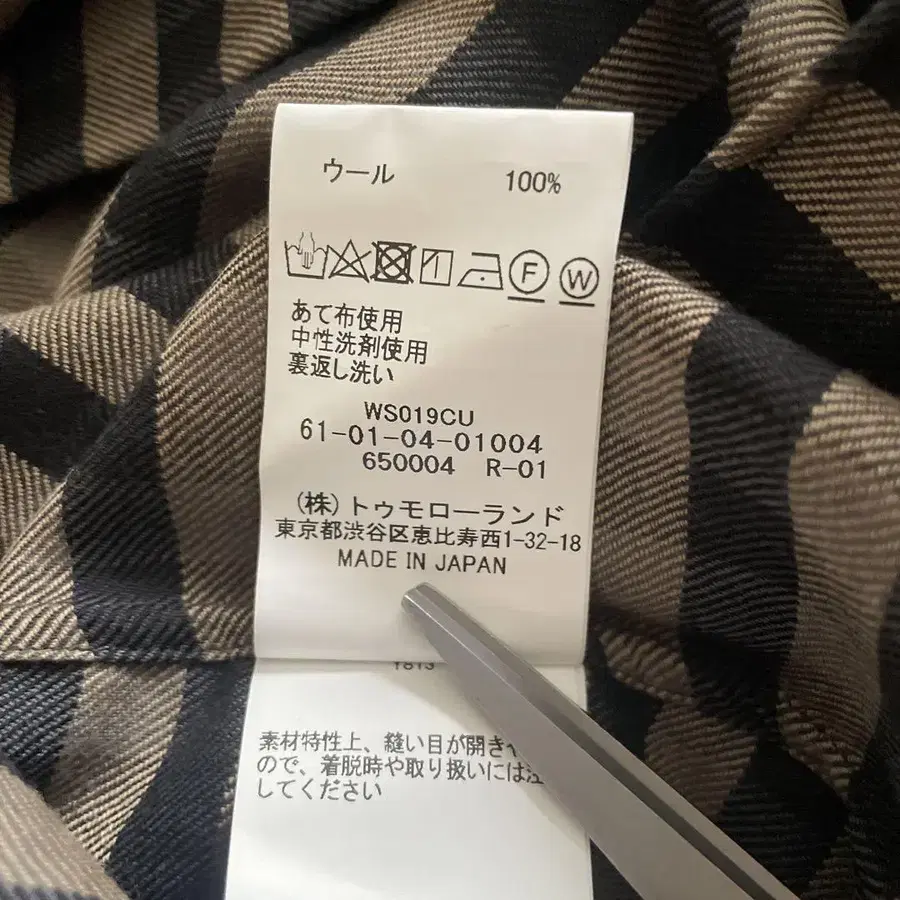 ウール 100%
F W
あて布使用
中性洗剤使用
裏返し洗い
WS019CU
61-01-04-01004
650004 R-01
(株)トゥモローランド
東京都渋谷区恵比寿西1-32-18
MADE IN JAPAN
素材特性上、縫い目が開きや
ので、着脱時や取り扱いには注
してください